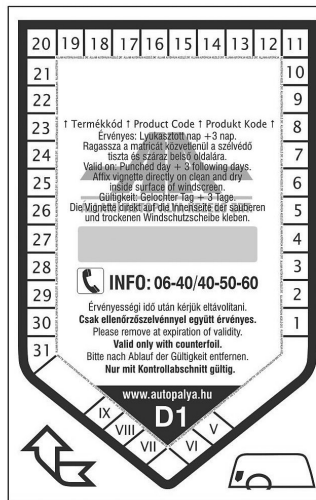 20 19 18 17 16 15 14 13 12 11
21 10
22 9
23 8
24 7
25 6
26 5
27 4
28 3
29 2
30 1
31
↑ Termékkód ↑ Product Code ↑ Produkt Kode ↑
Érvényes: Lyukasztott nap +3 nap.
Ragassza a matricát közvetlenül a szélvédő
tiszta és száraz belső oldalára.
Valid on: Punched day + 3 following days.
Affix vignette directly on clean and dry
inside surface of windscreen.
Gültigkeit: Gelochter Tag + 3 Tage.
Die Vignette direkt auf die Innenseite der sauberen
und trockenen Windschutzscheibe kleben.
INFO: 06-40/40-50-60
Érvényességi idő után kérjük eltávolítani.
Csak ellenőrzőszelvénnyel együtt érvényes.
Please remove at expiration of validity.
Valid only with counterfoil.
Bitte nach Ablauf der Gültigkeit entfernen.
Nur mit Kontrollabschnitt gültig.
www.autopalya.hu
D1
IX VIII VII VI V